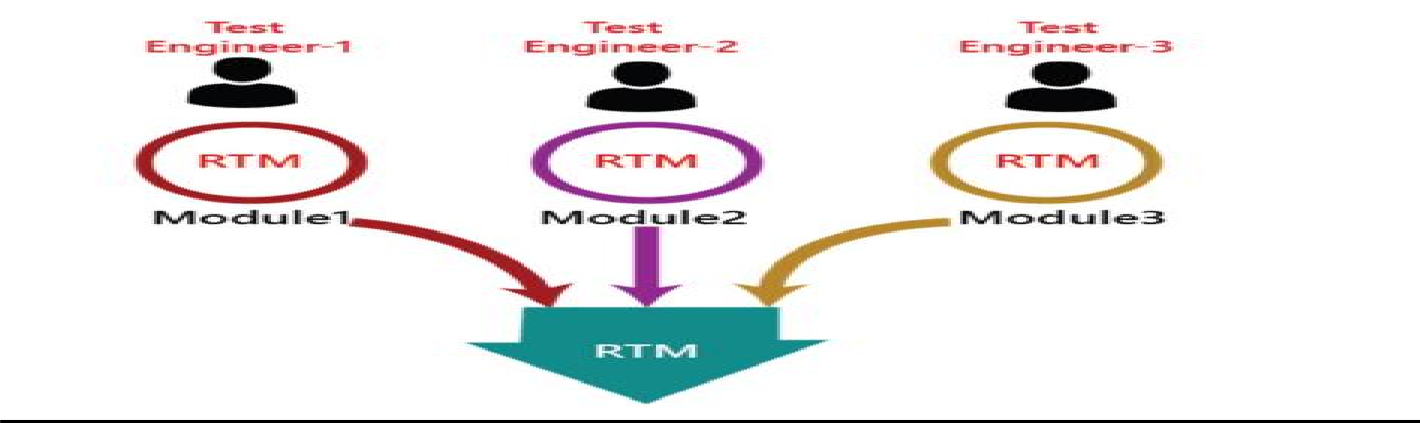 Test
Engineer-1
Test
Engineer-2
Test
Engineer-3
RTM
RTM
RTM
Module1
Module2
Module3
RTM